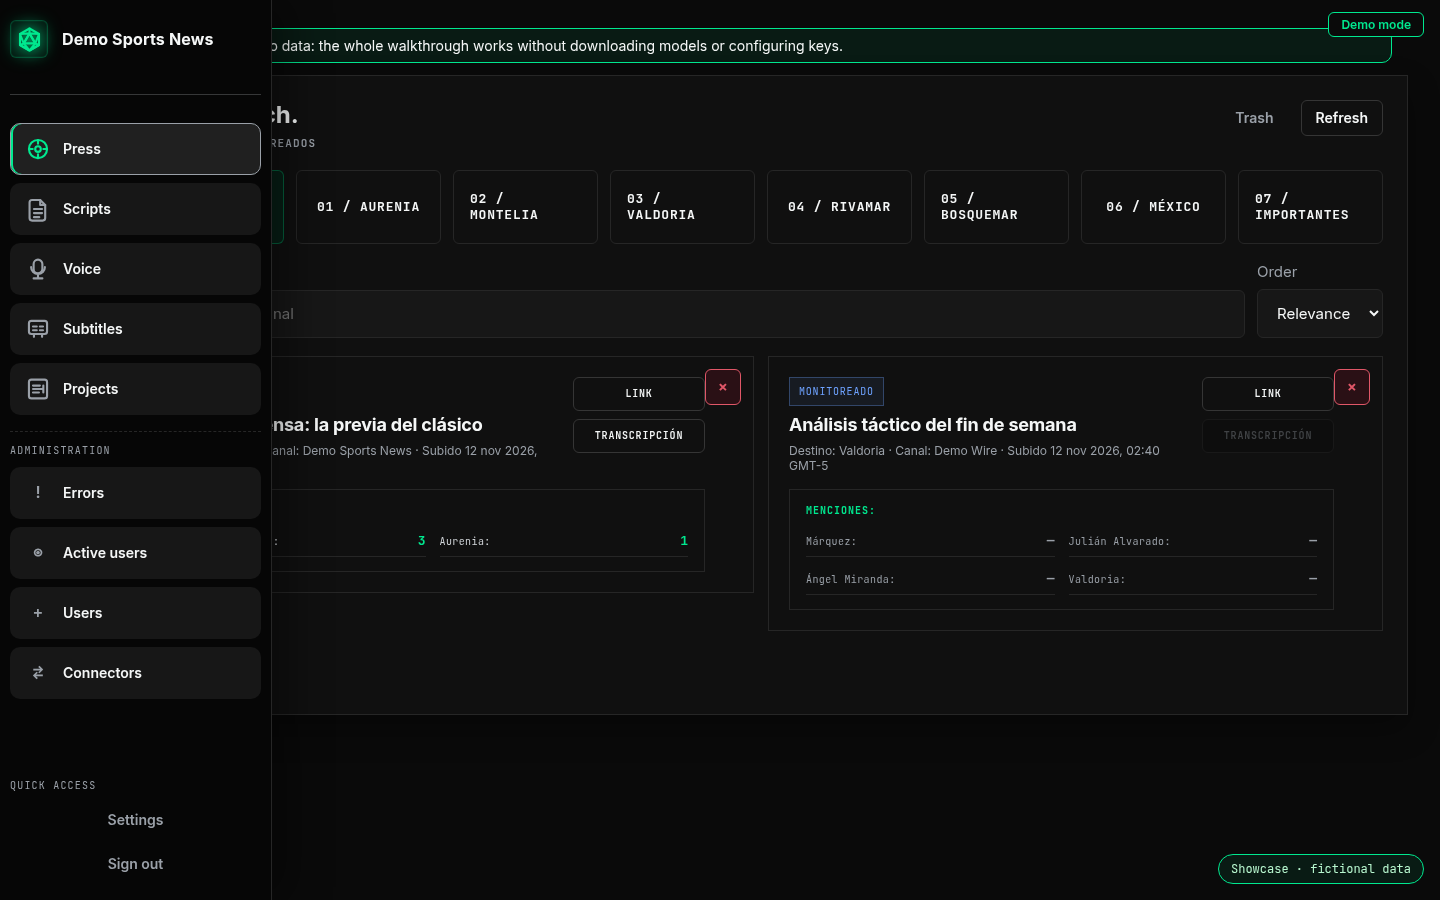 Demo Sports News
Press
Scripts
Voice
Subtitles
Projects
ADMINISTRATION
! Errors
Active users
+ Users
Connectors
QUICK ACCESS
Settings
Sign out
Demo mode
data: the whole walkthrough works without downloading models or configuring keys.
Trash
Refresh
01 / AURENIA
02 /
MONTELIA
03 /
VALDORIA
04 / RIVAMAR
05 /
BOSQUEMAR
06 / MÉXICO
07 /
IMPORTANTES
Order
Relevance
la previa del clásico
Demo Sports News · Subido 12 nov 2026,
LINK
TRANSCRIPCIÓN
×
3
Aurenia: 1
MONITOREADO
Análisis táctico del fin de semana
Destino: Valdoria · Canal: Demo Wire · Subido 12 nov 2026, 02:40
GMT-5
LINK
TRANSCRIPCIÓN
×
MENCIONES:
Márquez: —
Julián Alvarado: —
Ángel Miranda: —
Valdoria: —
Showcase · fictional data